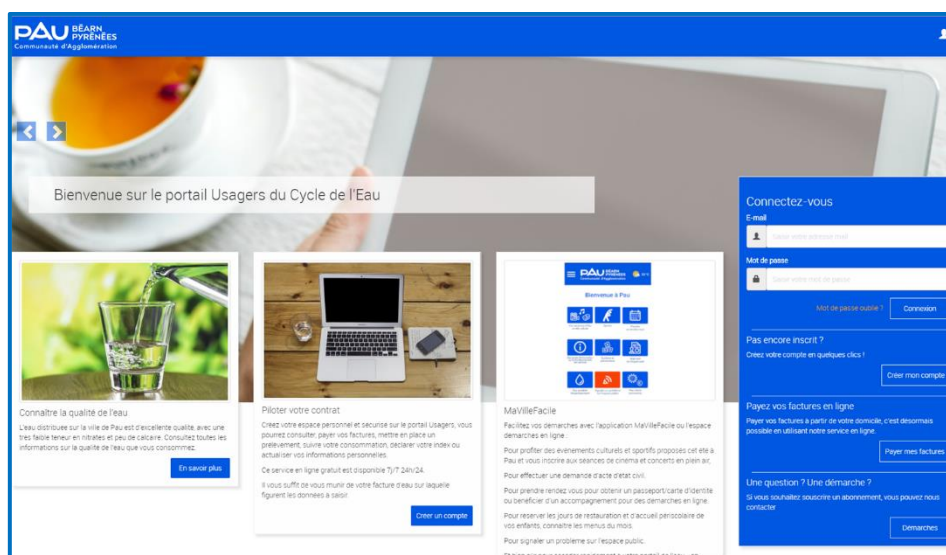 PAU BÉARN
PYRÉNÉES
Communauté d'Agglomération
Bienvenue sur le portail Usagers du Cycle de l'Eau
Connaître la qualité de l'eau
L'eau distribuée sur la ville de Pau est d'excellente qualité, avec une
très faible teneur en nitrates et peu de calcaire. Consultez toutes les
informations sur la qualité de l'eau que vous consommez.
En savoir plus
Piloter votre contrat
Créez votre espace personnel et sécurisé sur le portail Usagers, vous
pourrez consulter, payer vos factures, mettre en place un
prélèvement, suivre votre consommation, déclarer votre index ou
actualiser vos informations personnelles.
Ce service en ligne gratuit est disponible 7j/7 24h/24.
Il vous suffit de vous munir de votre facture d'eau sur laquelle
figurent les données à saisir.
Créer un compte
PAU BÉARN
PYRÉNÉES
Bienvenue à Pau
MaVilleFacile
Facilitez vos démarches avec l'application MaVilleFacile ou l'espace
démarches en ligne :
Pour profiter des évènements culturels et sportifs proposés cet été à
Pau et vous inscrire aux séances de cinéma et concerts en plein air.
Pour effectuer une demande d'acte d'état civil.
Pour prendre rendez vous pour obtenir un passeport/carte d'identité
ou bénéficier d'un accompagnement pour des démarches en ligne.
Pour réserver les jours de restauration et d'accueil périscolaire de
vos enfants, connaitre les menus du mois.
Pour signaler un problème sur l'espace public.
Connectez-vous
E-mail
Saisir votre adresse mail
Mot de passe
Saisir votre mot de passe
Mot de passe oublié ?
Connexion
Pas encore inscrit ?
Créez votre compte en quelques clics !
Créer mon compte
Payez vos factures en ligne
Payer vos factures à partir de votre domicile, c'est désormais
possible en utilisant notre service en ligne.
Payer mes factures
Une question ? Une démarche ?
Si vous souhaitez souscrire un abonnement, vous pouvez nous
contacter
Démarches